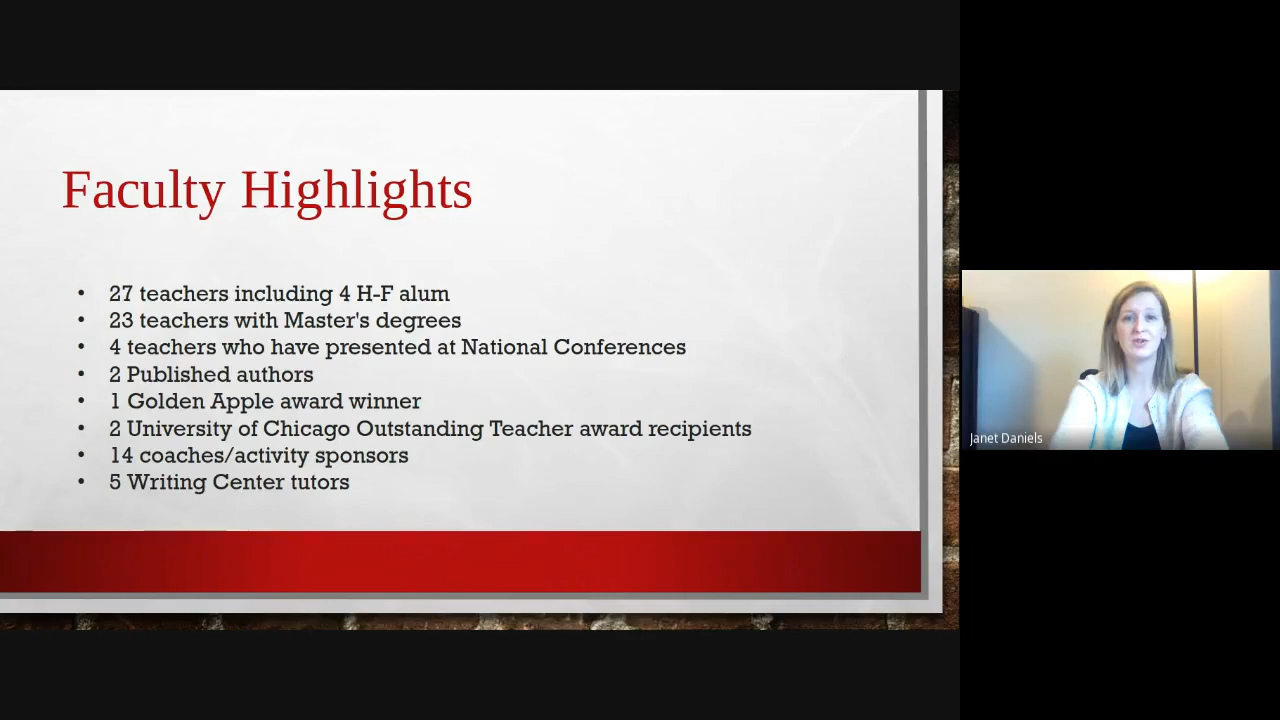 Faculty Highlights
• 27 teachers including 4 H-F alum
• 23 teachers with Master's degrees
• 4 teachers who have presented at National Conferences
• 2 Published authors
• 1 Golden Apple award winner
• 2 University of Chicago Outstanding Teacher award recipients
• 14 coaches/activity sponsors
• 5 Writing Center tutors
Janet Daniels